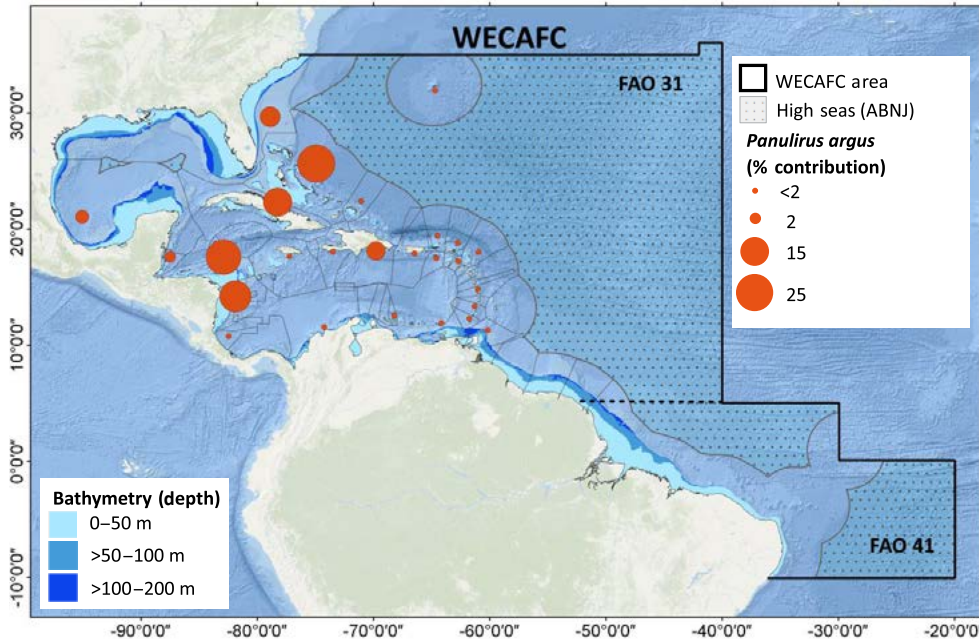 WECAFC
FAO 31
WECAFC area
High seas (ABNJ)
Panulirus argus
(% contribution)
<2
2
15
25
30°0'0"
20°0'0"
10°0'0"
0°0'0"
-10°0'0"
Bathymetry (depth)
0–50 m
>50–100 m
>100–200 m
FAO 41
-90°0'0" -80°0'0" -70°0'0" -60°0'0" -50°0'0" -40°0'0" -30°0'0" -20°0'0"